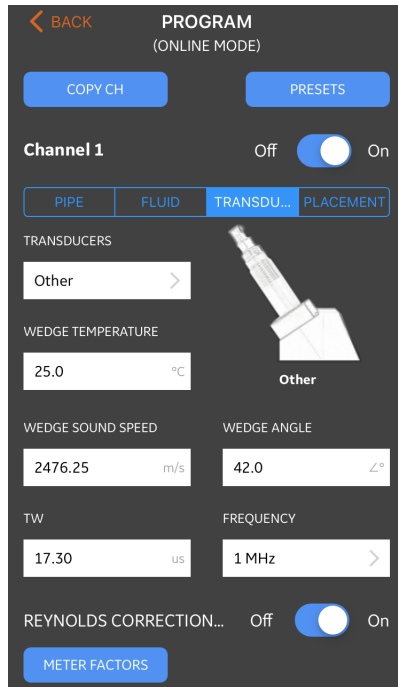 BACK
PROGRAM
(ONLINE MODE)
COPY CH
PRESETS
Channel 1
Off
On
PIPE
FLUID
TRANSDU...
PLACEMENT
TRANSDUCERS
Other
Other
WEDGE TEMPERATURE
25.0
°C
WEDGE SOUND SPEED
WEDGE ANGLE
2476.25
m/s
42.0
∠°
TW
FREQUENCY
17.30
us
1 MHz
REYNOLDS CORRECTION...
Off
On
METER FACTORS